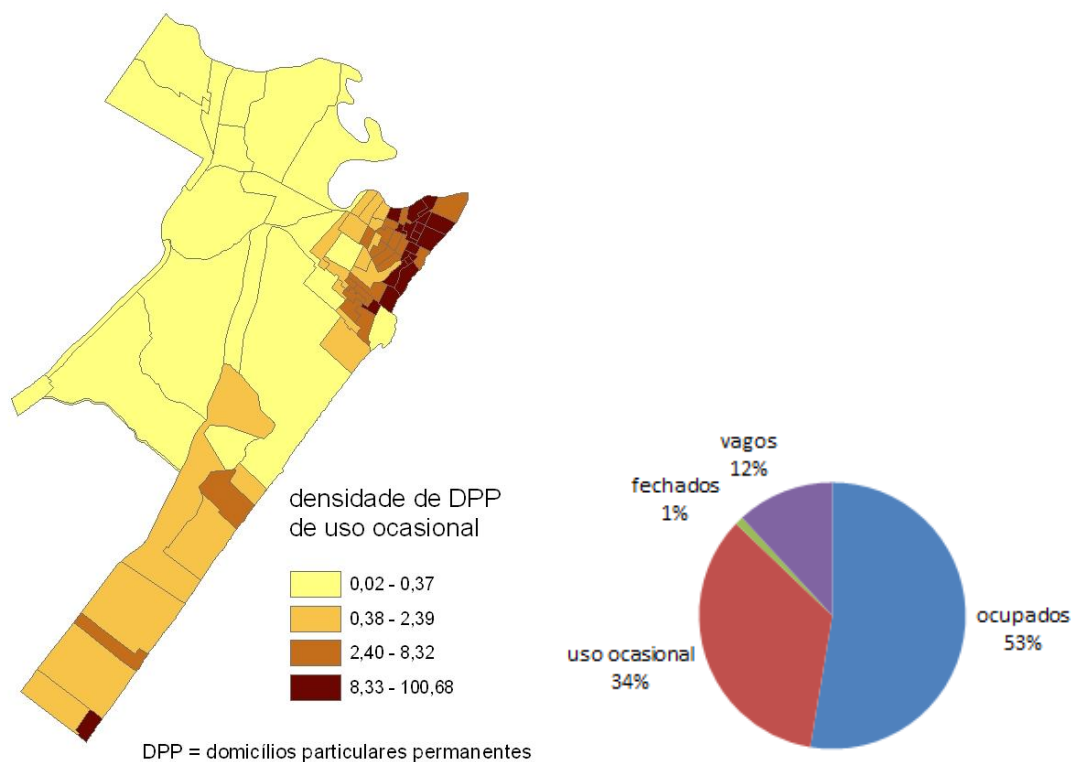 densidade de DPP
de uso ocasional
0,02 - 0,37
0,38 - 2,39
2,40 - 8,32
8,33 - 100,68
DPP = domicílios particulares permanentes
vagos
12%
fechados
1%
ocupados
53%
uso ocasional
34%